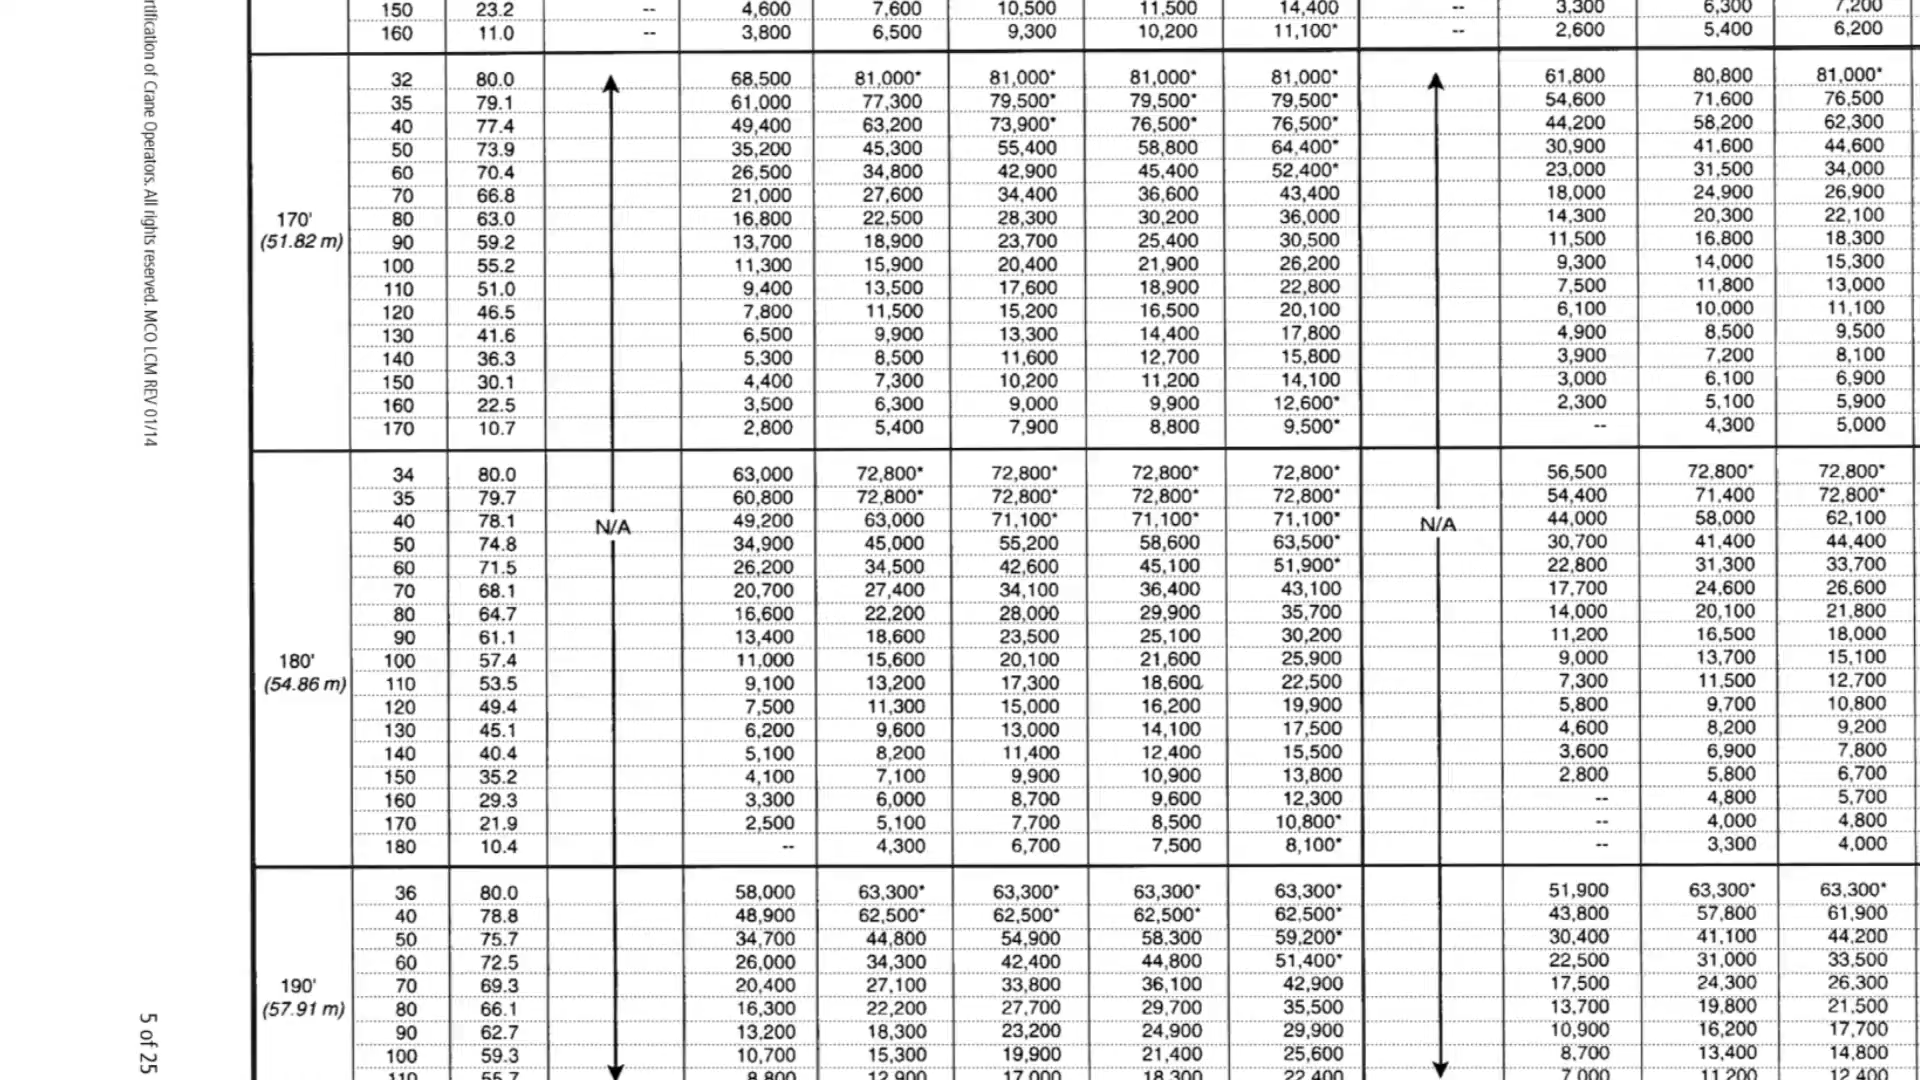 rtification of Crane Operators. All rights reserved. MCO LCM REV 01/14
5 of 25
150 23.2 -- 4,600 7,600 10,500 11,500 14,400 -- 3,300 6,300 7,200
160 11.0 -- 3,800 6,500 9,300 10,200 11,100* -- 2,600 5,400 6,200
32 80.0 68,500 81,000* 81,000* 81,000* 81,000* 61,800 80,800 81,000*
35 79.1 61,000 77,300 79,500* 79,500* 79,500* 54,600 71,600 76,500
40 77.4 49,400 63,200 73,900* 76,500* 76,500* 44,200 58,200 62,300
50 73.9 35,200 45,300 55,400 58,800 64,400* 30,900 41,600 44,600
60 70.4 26,500 34,800 42,900 45,400 52,400* 23,000 31,500 34,000
70 66.8 21,000 27,600 34,400 36,600 43,400 18,000 24,900 26,900
170' 80 63.0 16,800 22,500 28,300 30,200 36,000 14,300 20,300 22,100
(51.82 m) 90 59.2 13,700 18,900 23,700 25,400 30,500 11,500 16,800 18,300
100 55.2 11,300 15,900 20,400 21,900 26,200 9,300 14,000 15,300
110 51.0 9,400 13,500 17,600 18,900 22,800 7,500 11,800 13,000
120 46.5 7,800 11,500 15,200 16,500 20,100 6,100 10,000 11,100
130 41.6 6,500 9,900 13,300 14,400 17,800 4,900 8,500 9,500
140 36.3 5,300 8,500 11,600 12,700 15,800 3,900 7,200 8,100
150 30.1 4,400 7,300 10,200 11,200 14,100 3,000 6,100 6,900
160 22.5 3,500 6,300 9,000 9,900 12,600* 2,300 5,100 5,900
170 10.7 2,800 5,400 7,900 8,800 9,500* -- 4,300 5,000
34 80.0 63,000 72,800* 72,800* 72,800* 72,800* 56,500 72,800* 72,800*
35 79.7 60,800 72,800* 72,800* 72,800* 72,800* 54,400 71,400 72,800*
40 78.1 N/A 49,200 63,000 71,100* 71,100* 71,100* N/A 44,000 58,000 62,100
50 74.8 34,900 45,000 55,200 58,600 63,500* 30,700 41,400 44,400
60 71.5 26,200 34,500 42,600 45,100 51,900* 22,800 31,300 33,700
70 68.1 20,700 27,400 34,100 36,400 43,100 17,700 24,600 26,600
80 64.7 16,600 22,200 28,000 29,900 35,700 14,000 20,100 21,800
90 61.1 13,400 18,600 23,500 25,100 30,200 11,200 16,500 18,000
180' 100 57.4 11,000 15,600 20,100 21,600 25,900 9,000 13,700 15,100
(54.86 m) 110 53.5 9,100 13,200 17,300 18,600 22,500 7,300 11,500 12,700
120 49.4 7,500 11,300 15,000 16,200 19,900 5,800 9,700 10,800
130 45.1 6,200 9,600 13,000 14,100 17,500 4,600 8,200 9,200
140 40.4 5,100 8,200 11,400 12,400 15,500 3,600 6,900 7,800
150 35.2 4,100 7,100 9,900 10,900 13,800 2,800 5,800 6,700
160 29.3 3,300 6,000 8,700 9,600 12,300 -- 4,800 5,700
170 21.9 2,500 5,100 7,700 8,500 10,800* -- 4,000 4,800
180 10.4 -- 4,300 6,700 7,500 8,100* -- 3,300 4,000
36 80.0 58,000 63,300* 63,300* 63,300* 63,300* 51,900 63,300* 63,300*
40 78.8 48,900 62,500* 62,500* 62,500* 62,500* 43,800 57,800 61,900
50 75.7 34,700 44,800 54,900 58,300 59,200* 30,400 41,100 44,200
60 72.5 26,000 34,300 42,400 44,800 51,400* 22,500 31,000 33,500
190' 70 69.3 20,400 27,100 33,800 36,100 42,900 17,500 24,300 26,300
(57.91 m) 80 66.1 16,300 22,200 27,700 29,700 35,500 13,700 19,800 21,500
90 62.7 13,200 18,300 23,200 24,900 29,900 10,900 16,200 17,700
100 59.3 10,700 15,300 19,900 21,400 25,600 8,700 13,400 14,800
110 55.7 8,800 12,900 17,000 18,300 22,400 7,000 11,200 12,400